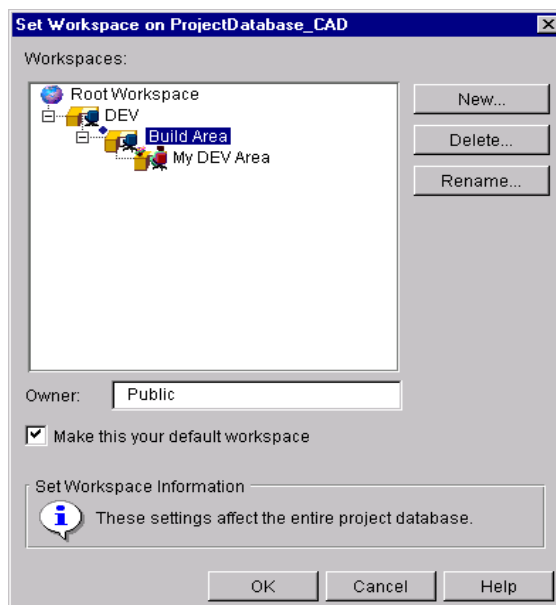 Set Workspace on ProjectDatabase_CAD
Workspaces:
Root Workspace
DEV
Build Area
My DEV Area
New...
Delete...
Rename...
Owner: Public
Make this your default workspace
Set Workspace Information
These settings affect the entire project database.
OK Cancel Help